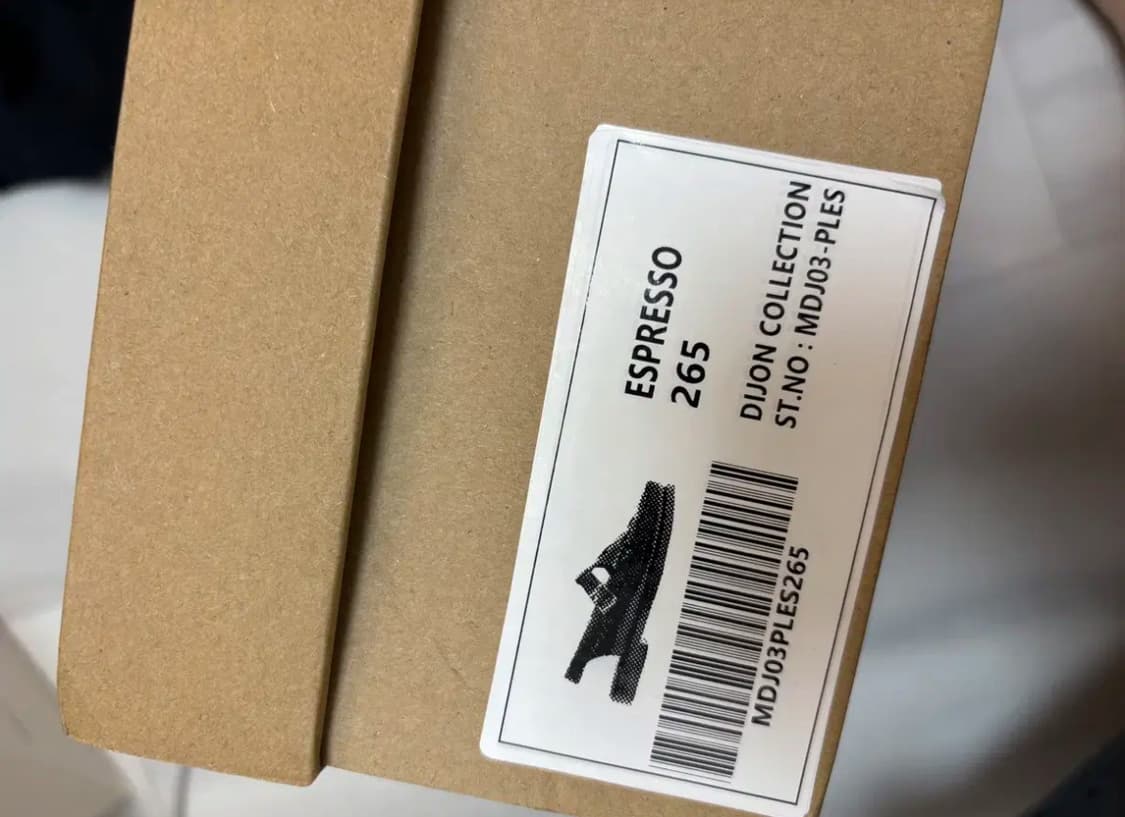 ESPRESSO
265
DIJON COLLECTION
ST.NO : MDJ03-PLES
MDJ03PLES265